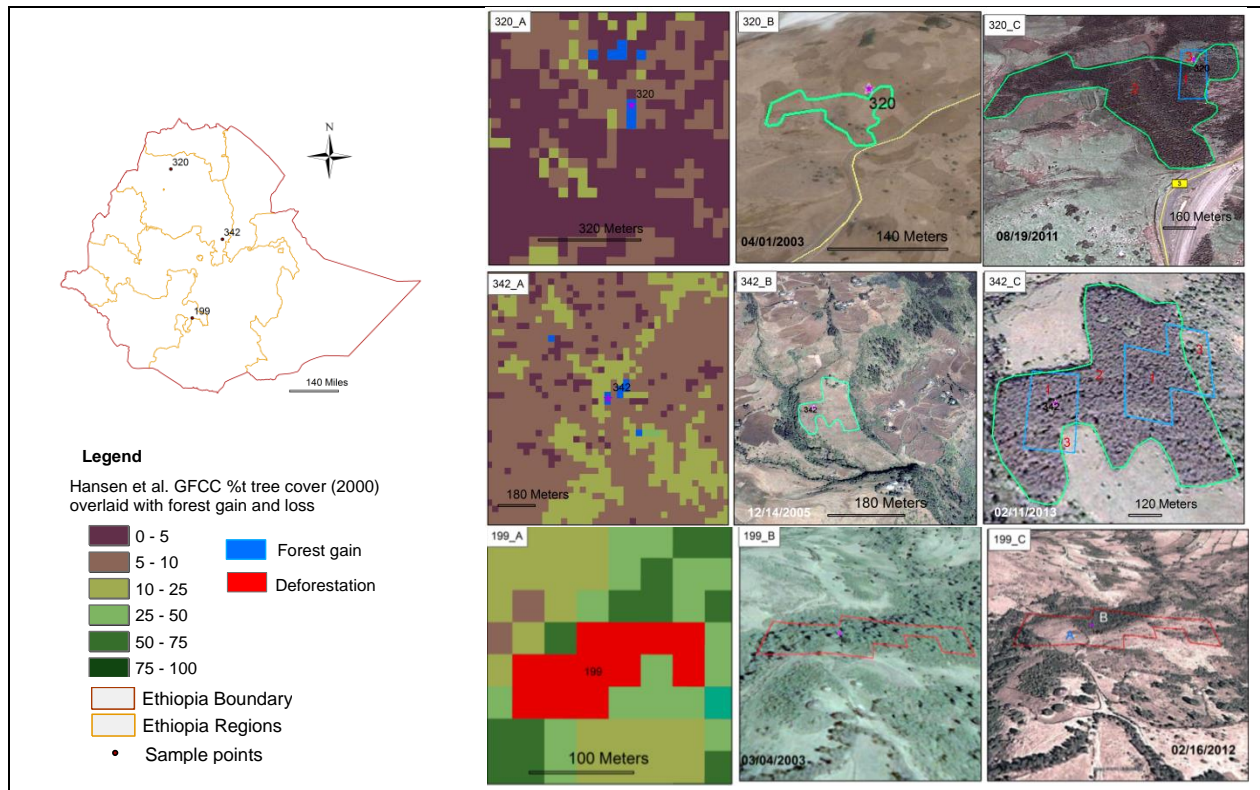 320
342
199
N
140 Miles
Legend
Hansen et al. GFCC %t tree cover (2000)
overlaid with forest gain and loss
0 - 5
5 - 10
10 - 25
25 - 50
50 - 75
75 - 100
Forest gain
Deforestation
Ethiopia Boundary
Ethiopia Regions
Sample points
320_A
320
320 Meters
320_B
320
04/01/2003
140 Meters
320_C
3
320
2
3
160 Meters
08/19/2011
342_A
342
180 Meters
342_B
342
12/14/2005
180 Meters
342_C
3
1
2
1
342
3
02/11/2013
120 Meters
199_A
199
100 Meters
199_B
03/04/2003
199_C
B
A
02/16/2012